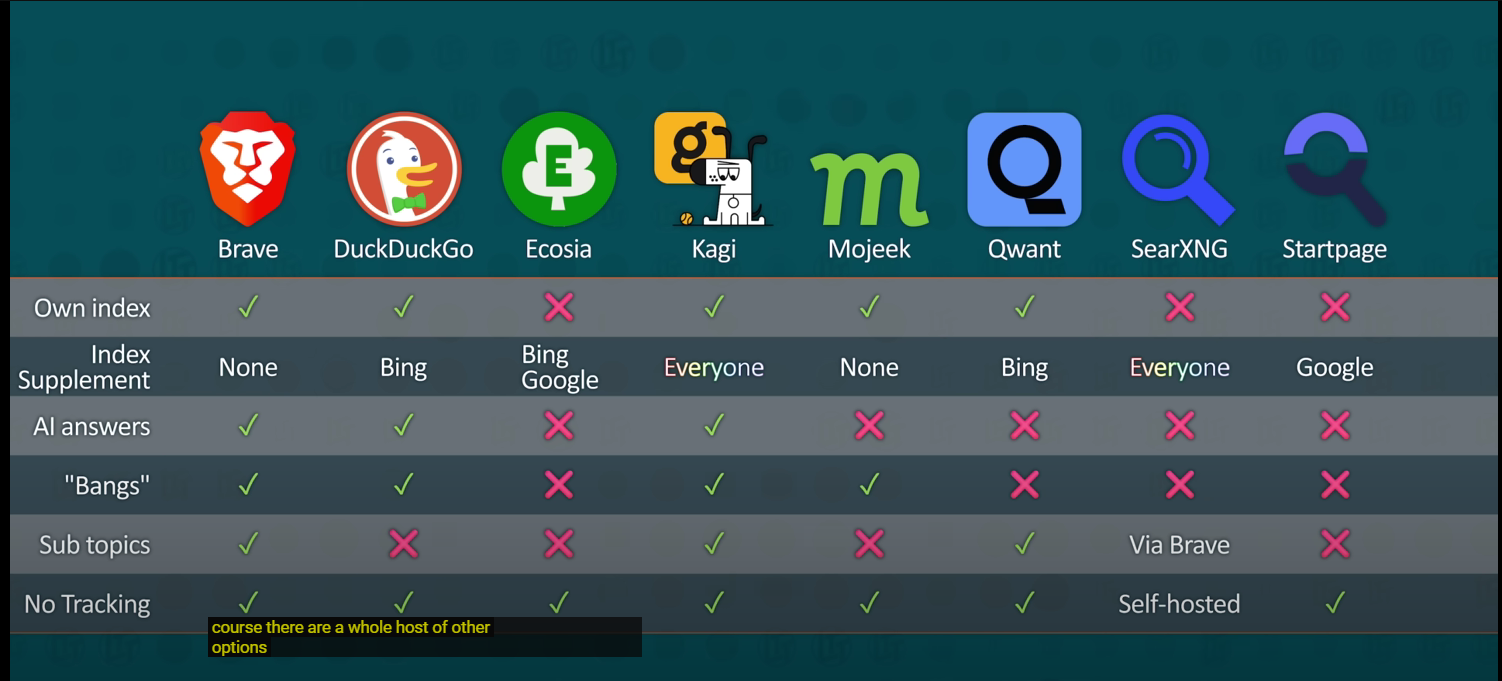 Brave DuckDuckGo Ecosia Kagi Mojeek Qwant SearXNG Startpage
Own index ✓ ✓ ✗ ✓ ✓ ✓ ✗ ✗
Index Supplement None Bing Bing Google Everyone None Bing Everyone Google
AI answers ✓ ✓ ✗ ✓ ✗ ✗ ✗ ✗
"Bangs" ✓ ✓ ✗ ✓ ✓ ✗ ✗ ✗
Sub topics ✓ ✗ ✗ ✓ ✗ ✓ Via Brave ✗
No Tracking ✓ ✓ ✓ ✓ ✓ ✓ Self-hosted ✓
course there are a whole host of other
options